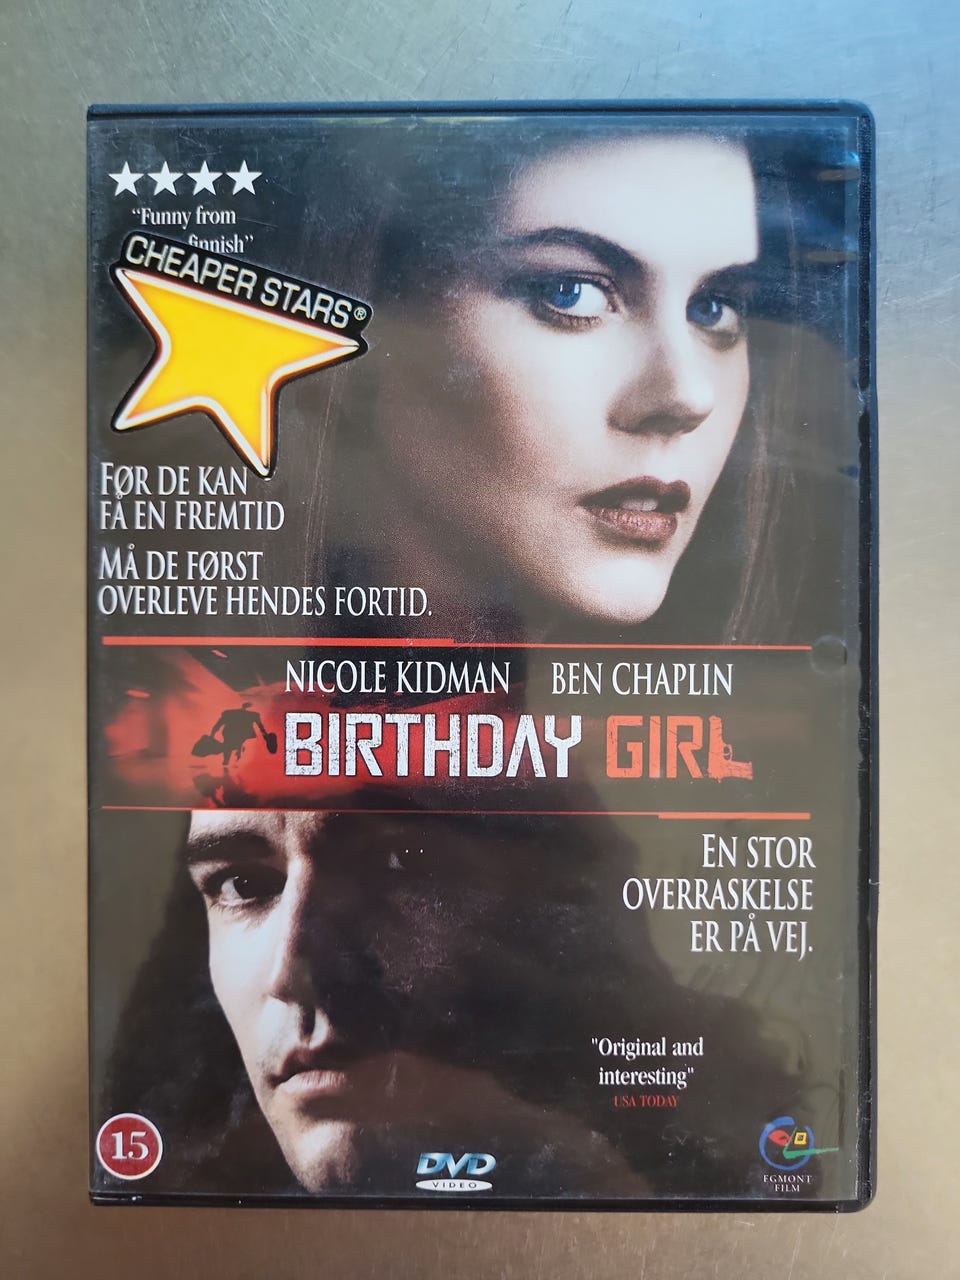 "Funny from
finnish"
CHEAPER STARS®
FØR DE KAN
FÅ EN FREMTID
MÅ DE FØRST
OVERLEVE HENDES FORTID.
NICOLE KIDMAN BEN CHAPLIN
BIRTHDAY GIRL
EN STOR
OVERRASKELSE
ER PÅ VEJ.
"Original and
interesting"
USA TODAY
15
DVD
VIDEO
EGMONT
FILM